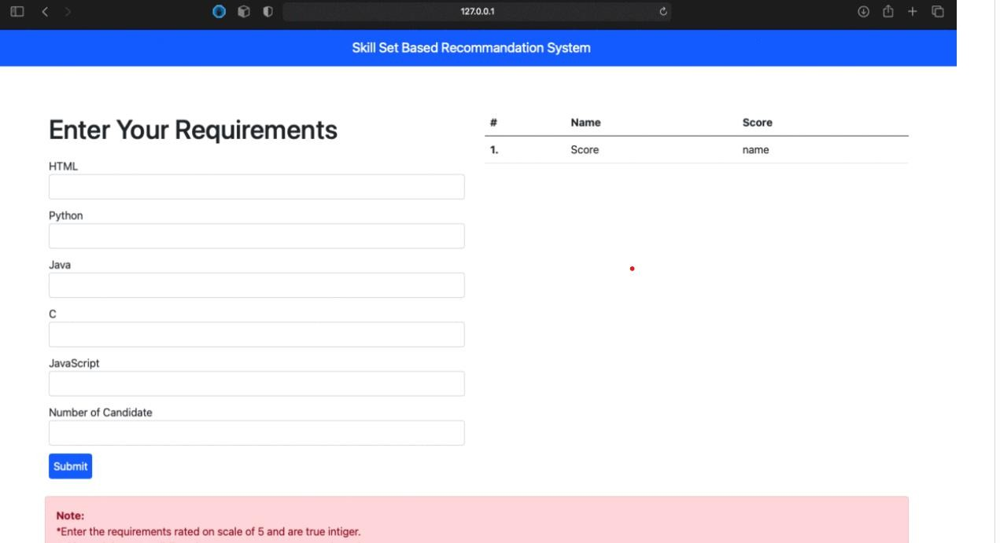 127.0.0.1
Skill Set Based Recommandation System
Enter Your Requirements
HTML
Python
Java
C
JavaScript
Number of Candidate
Submit
# Name Score
1. Score name
Note:
*Enter the requirements rated on scale of 5 and are true intiger.